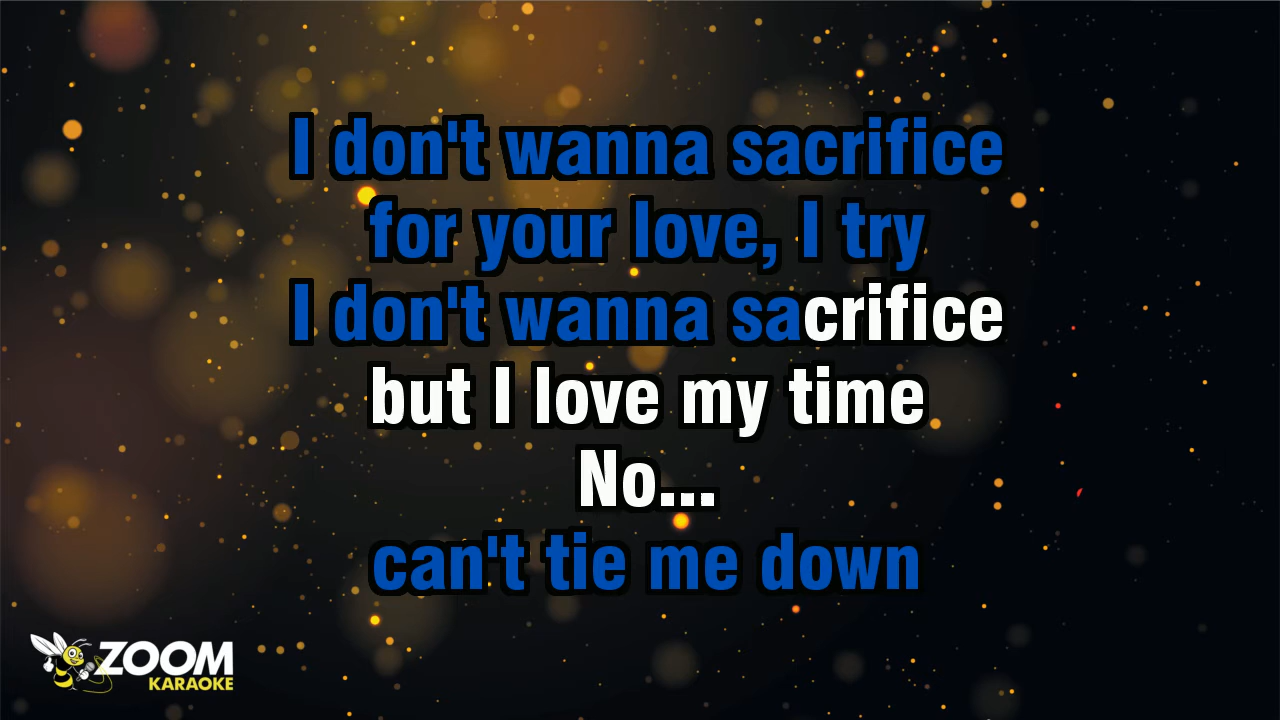 I don't wanna sacrifice
for your love, I try
I don't wanna sacrifice
but I love my time
No...
can't tie me down
ZOOM
KARAOKE